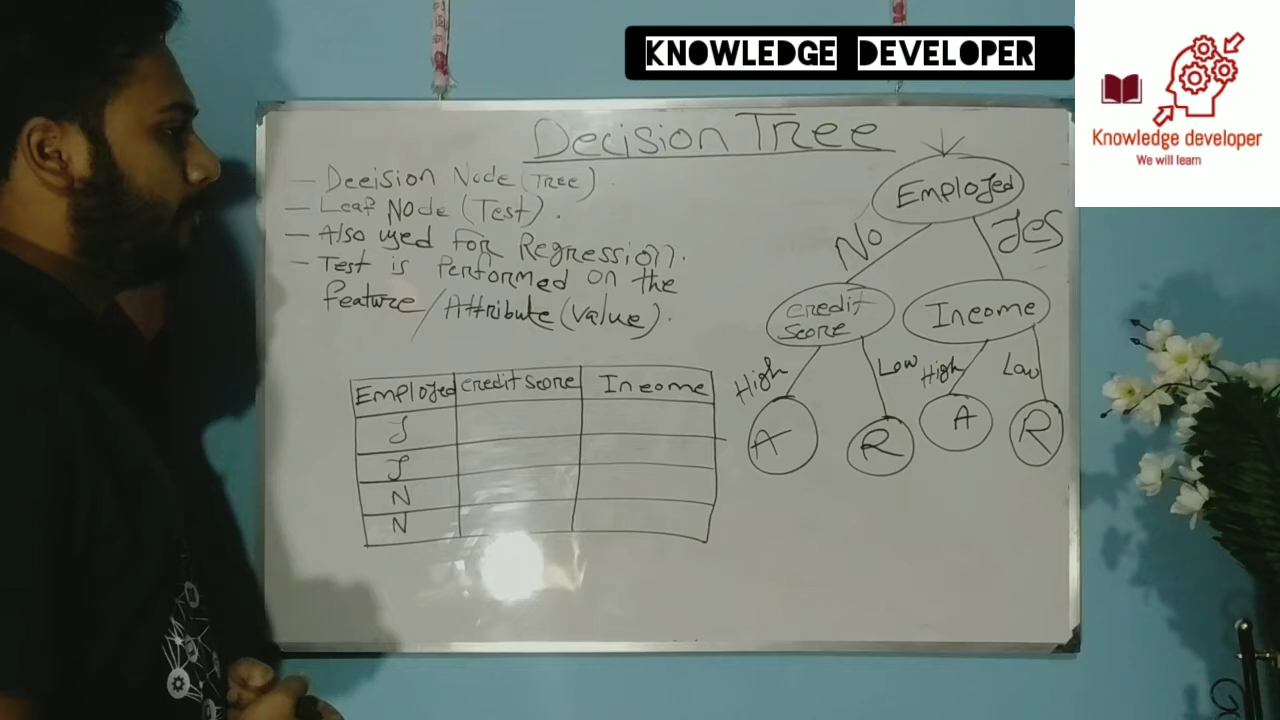 KNOWLEDGE DEVELOPER
Knowledge developer
We will learn
Decision Tree
- Decision Node (Tree)
- Leaf Node (Test).
- Also used for Regression.
- Test is Performed on the
feature/Attribute (value).
Employed
No
Yes
credit
score
Income
High
Low
High
Low
A
R
A
R
Employed credit score Income
Y
Y
N
N